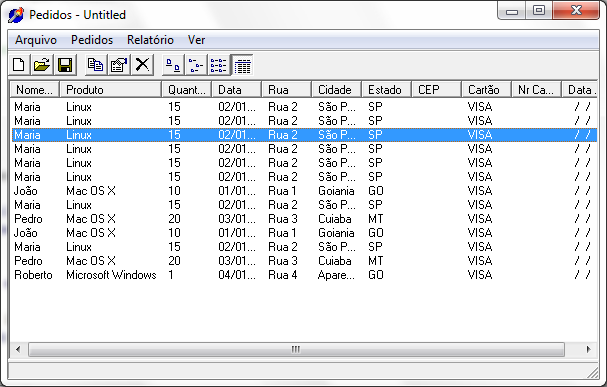 Pedidos - Untitled
Arquivo Pedidos Relatório Ver
Nome... Produto Quant... Data Rua Cidade Estado CEP Cartão Nr Ca... Data .
Maria Linux 15 02/01... Rua 2 São P... SP VISA / /
Maria Linux 15 02/01... Rua 2 São P... SP VISA / /
Maria Linux 15 02/01... Rua 2 São P... SP VISA / /
Maria Linux 15 02/01... Rua 2 São P... SP VISA / /
Maria Linux 15 02/01... Rua 2 São P... SP VISA / /
Maria Linux 15 02/01... Rua 2 São P... SP VISA / /
João Mac OS X 10 01/01... Rua 1 Goiania GO VISA / /
Maria Linux 15 02/01... Rua 2 São P... SP VISA / /
Pedro Mac OS X 20 03/01... Rua 3 Cuiaba MT VISA / /
João Mac OS X 10 01/01... Rua 1 Goiania GO VISA / /
Maria Linux 15 02/01... Rua 2 São P... SP VISA / /
Pedro Mac OS X 20 03/01... Rua 3 Cuiaba MT VISA / /
Roberto Microsoft Windows 1 04/01... Rua 4 Apare... GO VISA / /